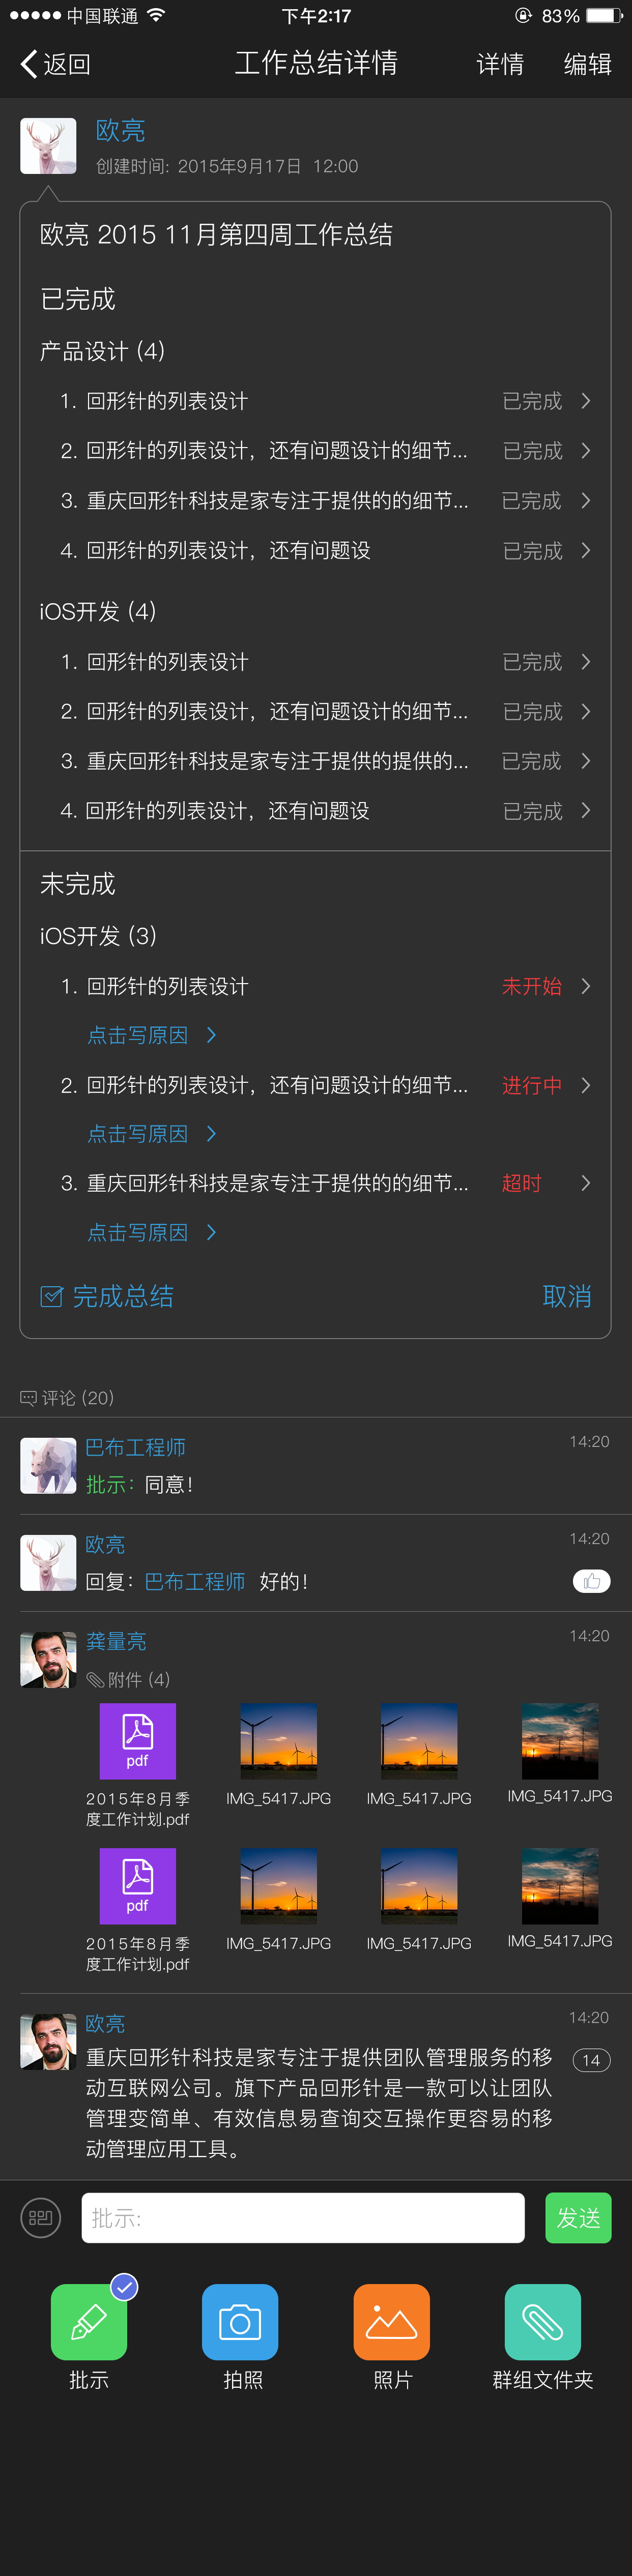 中国联通 下午2:17 83%
返回 工作总结详情 详情 编辑
欧亮
创建时间: 2015年9月17日 12:00
欧亮 2015 11月第四周工作总结
已完成
产品设计 (4)
1. 回形针的列表设计 已完成
2. 回形针的列表设计，还有问题设计的细节... 已完成
3. 重庆回形针科技是家专注于提供的的细节... 已完成
4. 回形针的列表设计，还有问题设 已完成
iOS开发 (4)
1. 回形针的列表设计 已完成
2. 回形针的列表设计，还有问题设计的细节... 已完成
3. 重庆回形针科技是家专注于提供的提供的... 已完成
4. 回形针的列表设计，还有问题设 已完成
未完成
iOS开发 (3)
1. 回形针的列表设计 未开始
点击写原因
2. 回形针的列表设计，还有问题设计的细节... 进行中
点击写原因
3. 重庆回形针科技是家专注于提供的的细节... 超时
点击写原因
完成总结 取消
评论 (20)
巴布工程师 14:20
批示：同意！
欧亮 14:20
回复：巴布工程师 好的！
龚量亮 14:20
附件 (4)
pdf
2015年8月季 IMG_5417.JPG IMG_5417.JPG IMG_5417.JPG
度工作计划.pdf
pdf
2015年8月季 IMG_5417.JPG IMG_5417.JPG IMG_5417.JPG
度工作计划.pdf
欧亮 14:20
重庆回形针科技是家专注于提供团队管理服务的移 14
动互联网公司。旗下产品回形针是一款可以让团队
管理变简单、有效信息易查询交互操作更容易的移
动管理应用工具。
批示: 发送
批示 拍照 照片 群组文件夹